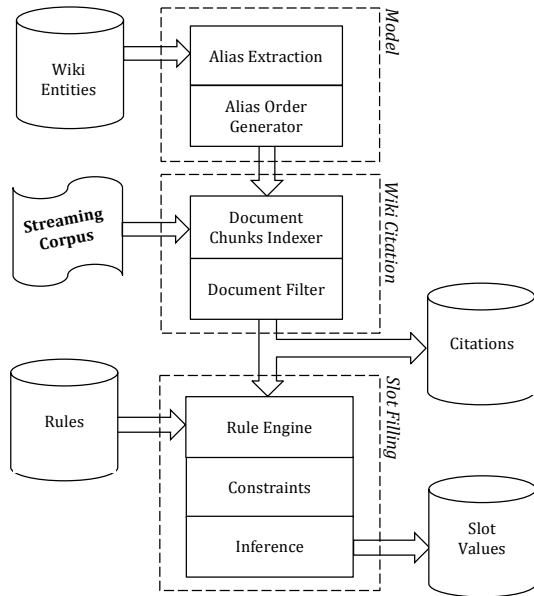 Model
Wiki
Entities
Alias Extraction
Alias Order
Generator
Wiki Citation
Streaming
Corpus
Document
Chunks Indexer
Document Filter
Citations
Slot Filling
Rules
Rule Engine
Constraints
Inference
Slot
Values